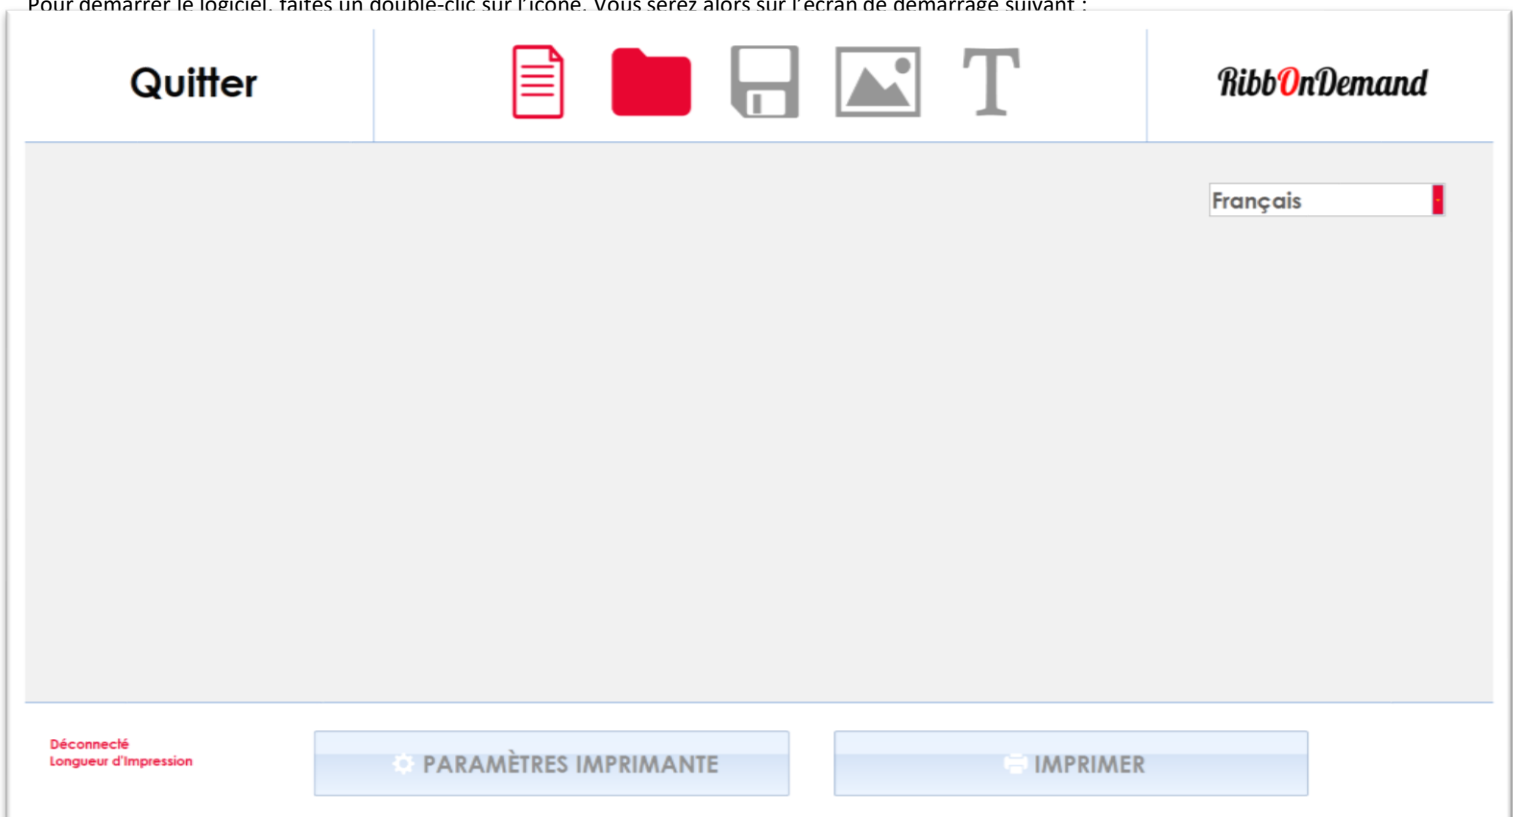 Pour démarrer le logiciel, faites un double-clic sur l'icône. Vous serez alors sur l'écran de démarrage suivant :
Quitter
T
RibbOnDemand
Français
Déconnecté
Longueur d'Impression
PARAMÈTRES IMPRIMANTE
IMPRIMER